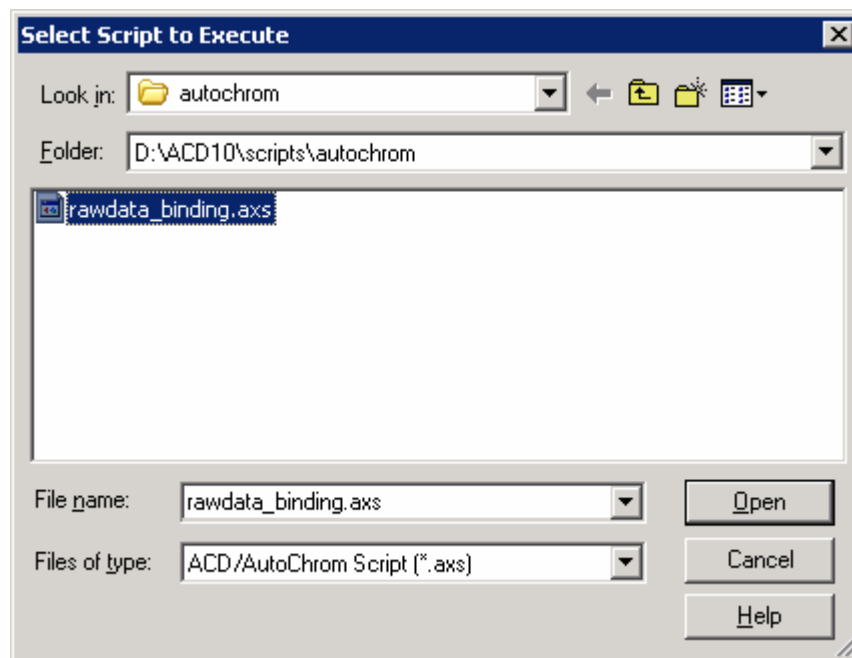 Select Script to Execute
Look in: autochrom
Folder: D:\ACD10\scripts\autochrom
rawdata_binding.axs
File name: rawdata_binding.axs Open
Files of type: ACD/AutoChrom Script (*.axs) Cancel
Help